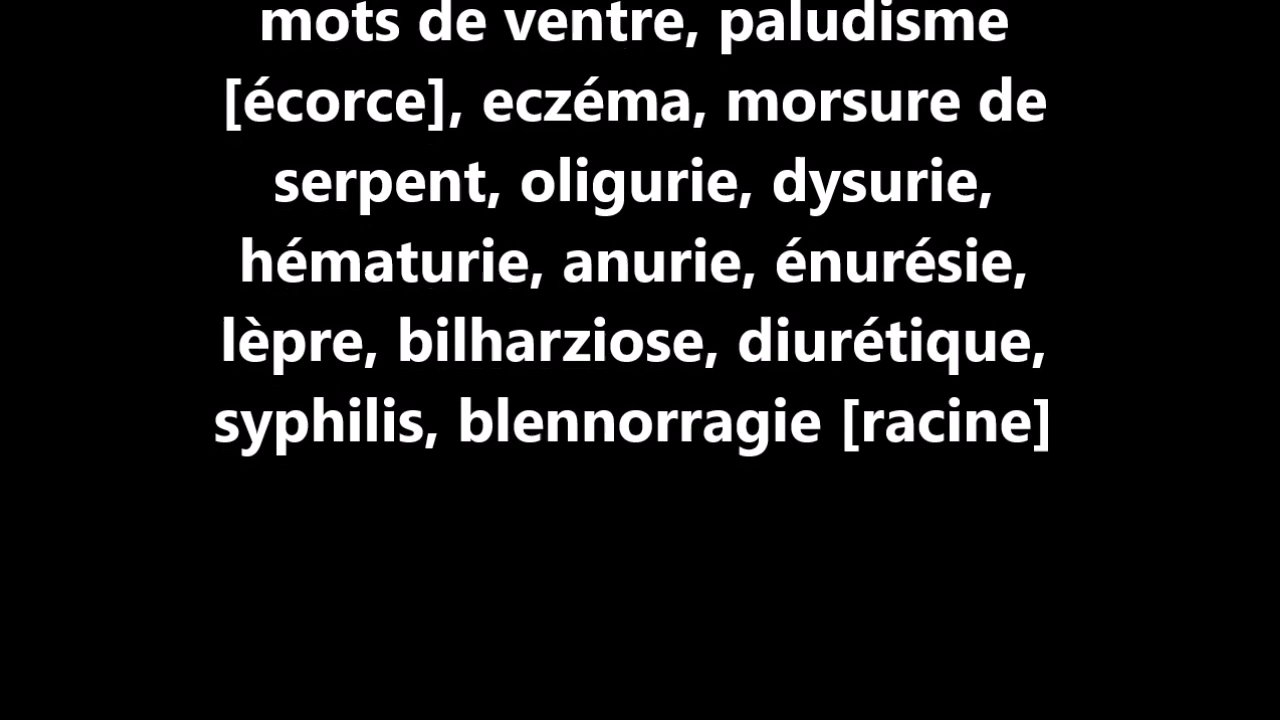 mots de ventre, paludisme
[écorce], eczéma, morsure de
serpent, oligurie, dysurie,
hématurie, anurie, énurésie,
lèpre, bilharziose, diurétique,
syphilis, blennorragie [racine]